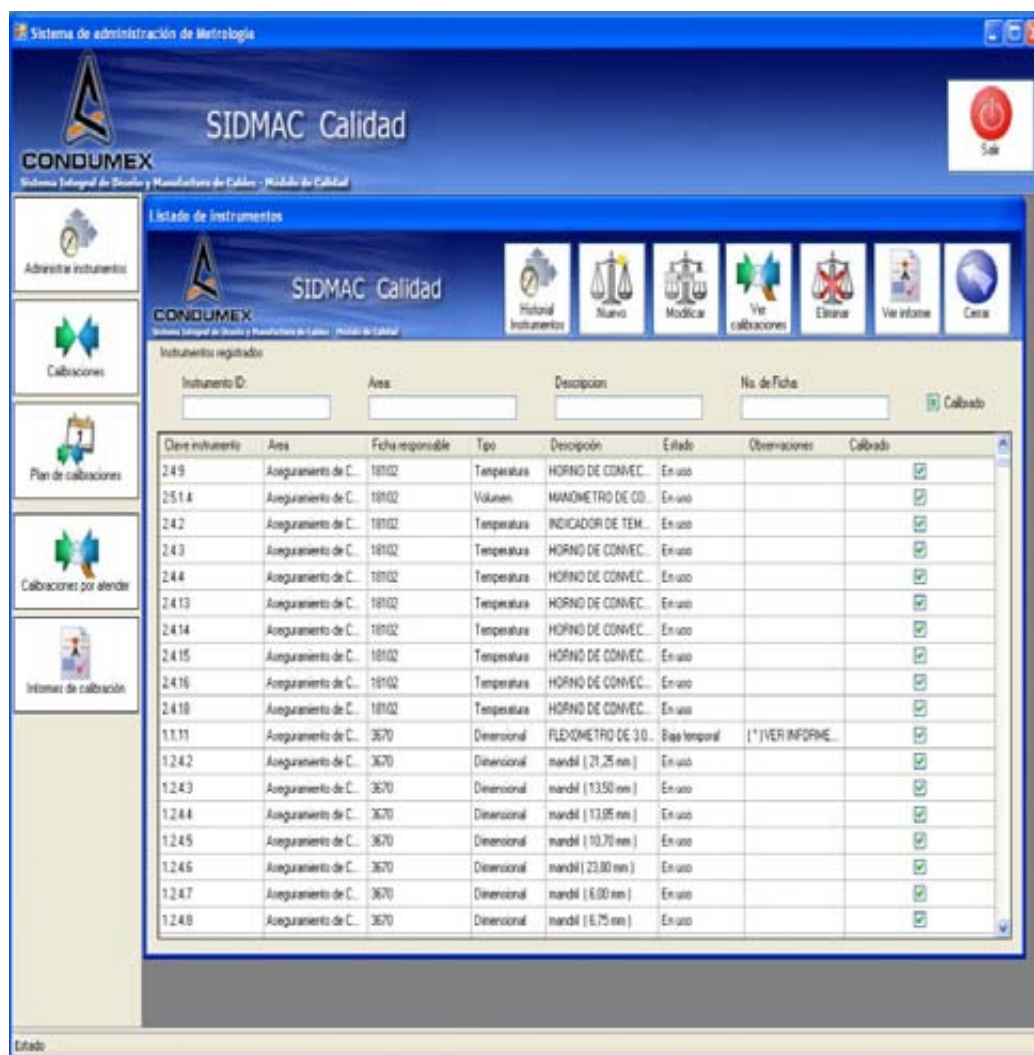 Sistema de administración de Metrología
SIDMAC Calidad
CONDUMEX
Sistema Integral de Diseño y Manufactura de Cables - Módulo de Calidad
Salir
Administrar instrumentos
Calibraciones
Plan de calibraciones
Calibraciones por atender
Informes de calibración
Listado de instrumentos
SIDMAC Calidad
CONDUMEX
Sistema Integral de Diseño y Manufactura de Cables - Módulo de Calidad
Historial Instrumentos
Nuevo
Modificar
Ver calibraciones
Eliminar
Ver informe
Cerrar
Instrumentos registrados
Instrumento ID: Area: Descripcion: No. de Ficha:
Calibrado
Clave instrumento Area Ficha responsable Tipo Descripción Estado Observaciones Calibrado
2.4.9 Aseguramiento de C... 18102 Temperatura HORNO DE CONVEC... En uso
2.5.1.4 Aseguramiento de C... 18102 Volumen MANOMETRO DE CO... En uso
2.4.2 Aseguramiento de C... 18102 Temperatura INDICADOR DE TEM... En uso
2.4.3 Aseguramiento de C... 18102 Temperatura HORNO DE CONVEC... En uso
2.4.4 Aseguramiento de C... 18102 Temperatura HORNO DE CONVEC... En uso
2.4.13 Aseguramiento de C... 18102 Temperatura HORNO DE CONVEC... En uso
2.4.14 Aseguramiento de C... 18102 Temperatura HORNO DE CONVEC... En uso
2.4.15 Aseguramiento de C... 18102 Temperatura HORNO DE CONVEC... En uso
2.4.16 Aseguramiento de C... 18102 Temperatura HORNO DE CONVEC... En uso
2.4.18 Aseguramiento de C... 18102 Temperatura HORNO DE CONVEC... En uso
1.1.11 Aseguramiento de C... 3670 Dimensional FLEXOMETRO DE 3.0... Baja temporal ( * ) VER INFORME...
1.2.4.2 Aseguramiento de C... 3670 Dimensional mandril ( 21,25 mm ) En uso
1.2.4.3 Aseguramiento de C... 3670 Dimensional mandril ( 13,50 mm ) En uso
1.2.4.4 Aseguramiento de C... 3670 Dimensional mandril ( 13,85 mm ) En uso
1.2.4.5 Aseguramiento de C... 3670 Dimensional mandril ( 10,70 mm ) En uso
1.2.4.6 Aseguramiento de C... 3670 Dimensional mandril ( 23,80 mm ) En uso
1.2.4.7 Aseguramiento de C... 3670 Dimensional mandril ( 6,00 mm ) En uso
1.2.4.8 Aseguramiento de C... 3670 Dimensional mandril ( 6,75 mm ) En uso
Estado